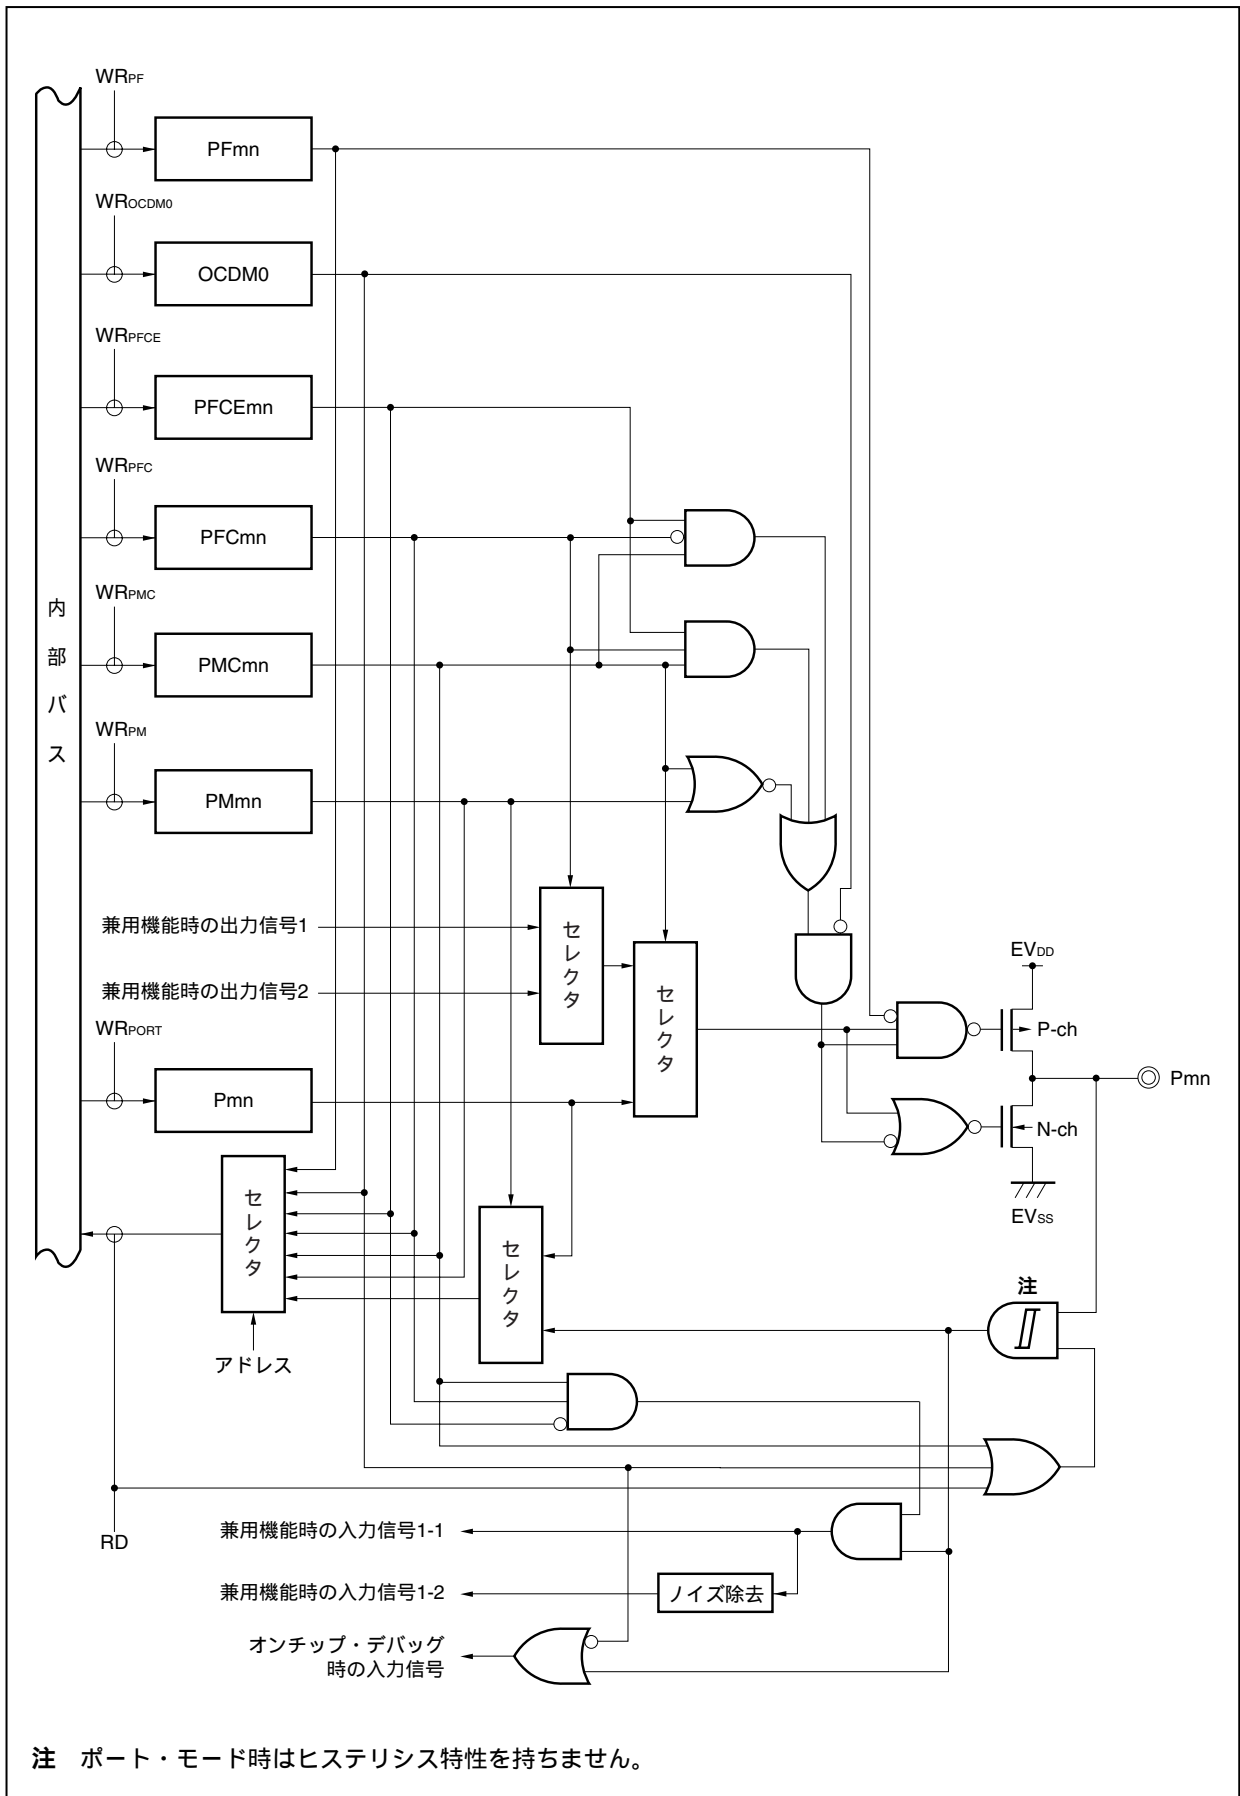 WRPF
PFmn
WROCDM0
OCDM0
WRPFCE
PFCEmn
WRPFC
PFCmn
WRPMC
PMCmn
内部バス
WRPM
PMmn
兼用機能時の出力信号1
セレクタ
兼用機能時の出力信号2
セレクタ
WRPORT
Pmn
EVDD
P-ch
Pmn
N-ch
EVSS
セレクタ
セレクタ
アドレス
注
RD
兼用機能時の入力信号1-1
兼用機能時の入力信号1-2
ノイズ除去
オンチップ・デバッグ
時の入力信号
注 ポート・モード時はヒステリシス特性を持ちません。